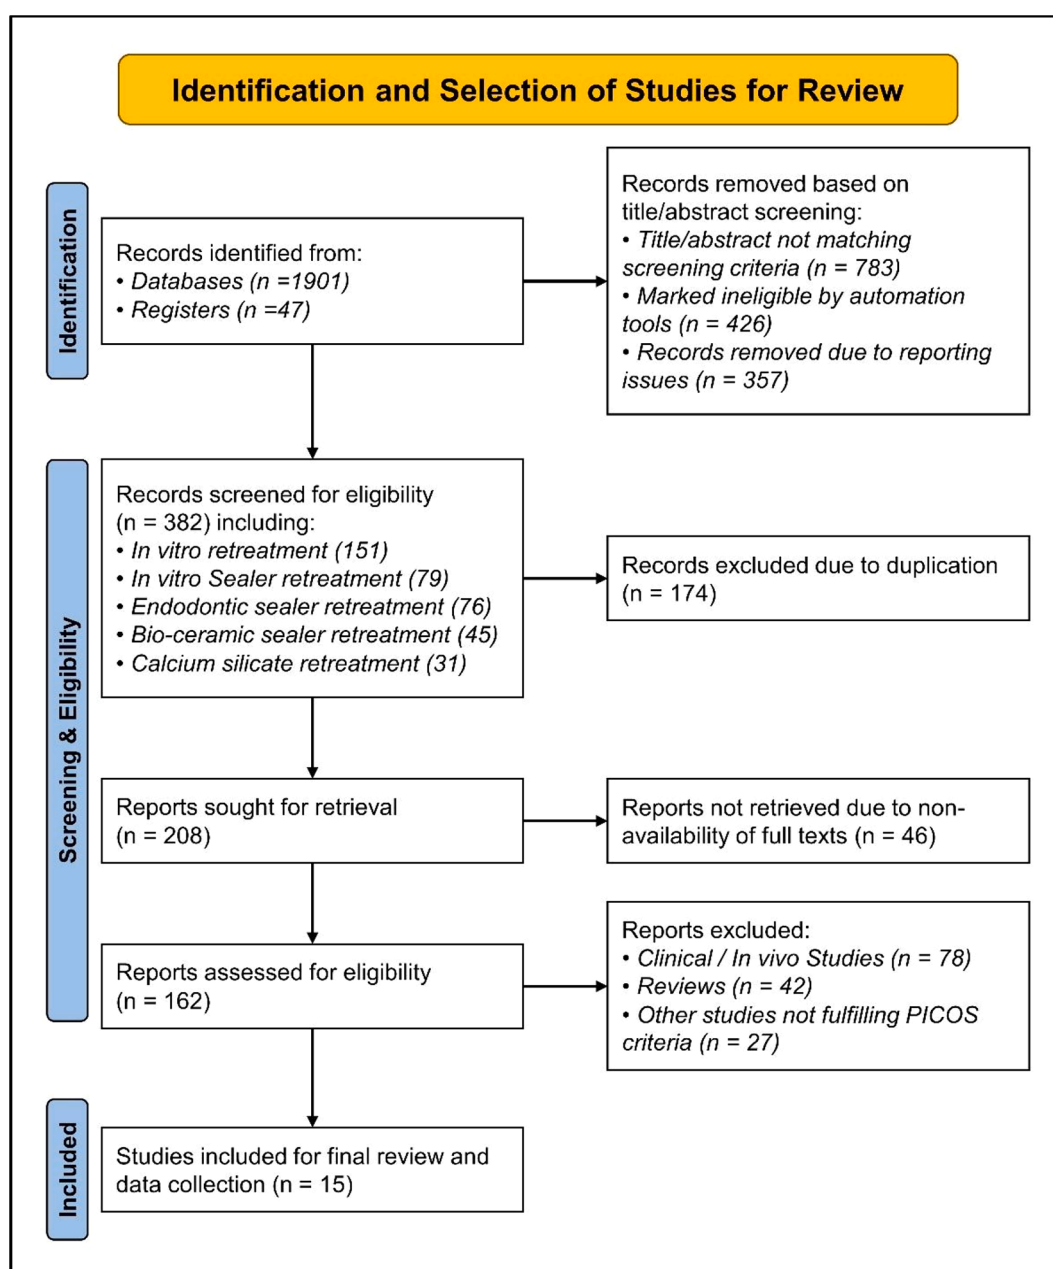 Identification and Selection of Studies for Review
Identification
Records identified from:
• Databases (n =1901)
• Registers (n =47)
Records removed based on
title/abstract screening:
• Title/abstract not matching
screening criteria (n = 783)
• Marked ineligible by automation
tools (n = 426)
• Records removed due to reporting
issues (n = 357)
Screening & Eligibility
Records screened for eligibility
(n = 382) including:
• In vitro retreatment (151)
• In vitro Sealer retreatment (79)
• Endodontic sealer retreatment (76)
• Bio-ceramic sealer retreatment (45)
• Calcium silicate retreatment (31)
Records excluded due to duplication
(n = 174)
Reports sought for retrieval
(n = 208)
Reports not retrieved due to non-
availability of full texts (n = 46)
Reports assessed for eligibility
(n = 162)
Reports excluded:
• Clinical / In vivo Studies (n = 78)
• Reviews (n = 42)
• Other studies not fulfilling PICOS
criteria (n = 27)
Included
Studies included for final review and
data collection (n = 15)